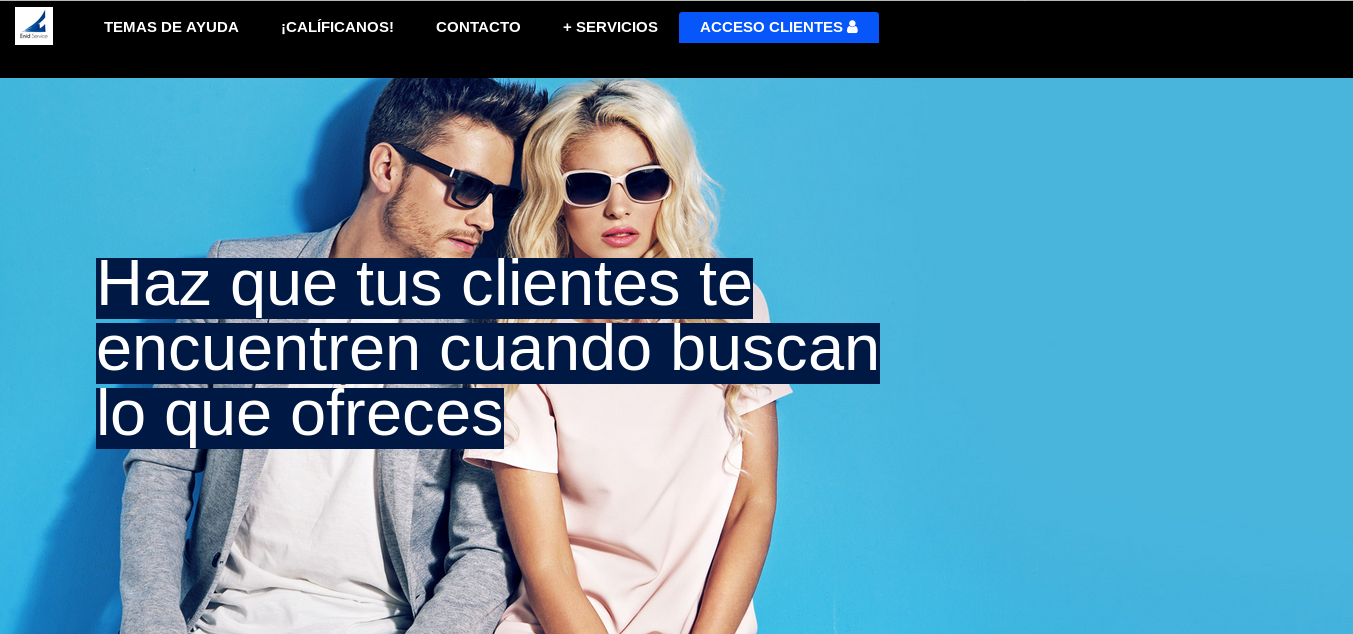 Enid Service
TEMAS DE AYUDA
¡CALÍFICANOS!
CONTACTO
+ SERVICIOS
ACCESO CLIENTES
Haz que tus clientes te
encuentren cuando buscan
lo que ofreces